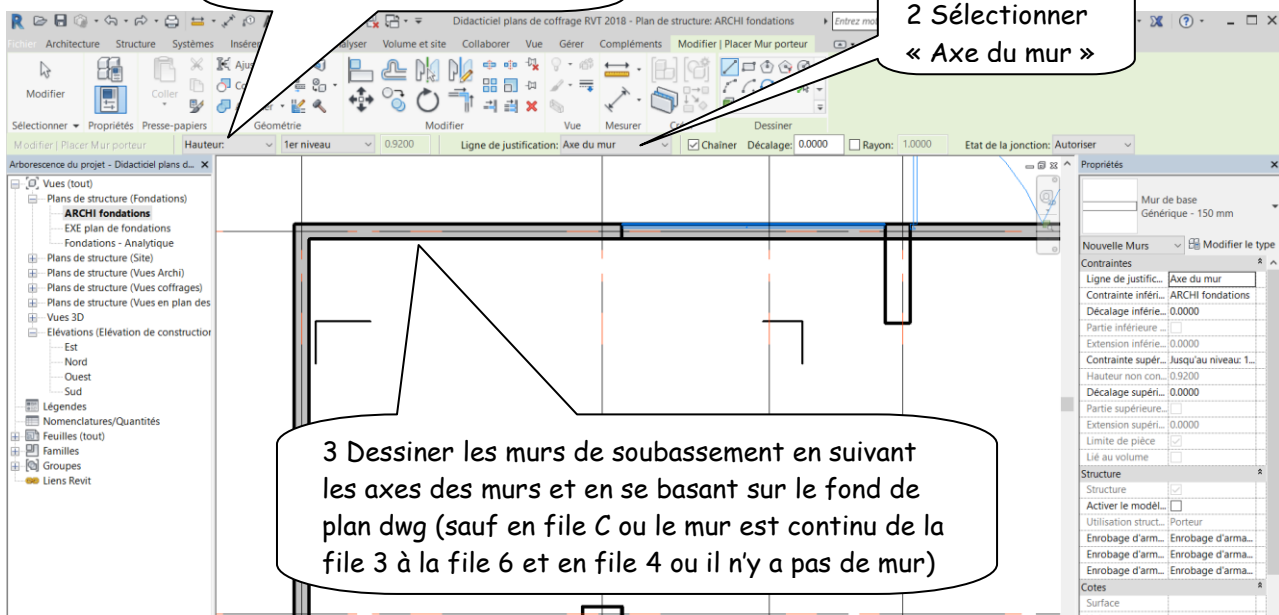 Didacticiel plans de coffrage RVT 2018 - Plan de structure: ARCHI fondations
2 Sélectionner
« Axe du mur »
Fichier Architecture Structure Systèmes Volume et site Collaborer Vue Gérer Compléments Modifier | Placer Mur porteur
Modifier
Coller
Sélectionner Propriétés Presse-papiers Géométrie Modifier Vue Mesurer Dessiner
Modifier | Placer Mur porteur Hauteur: 1er niveau 0.9200 Ligne de justification: Axe du mur Chaîner Décalage: 0.0000 Rayon: 1.0000 Etat de la jonction: Autoriser
Arborescence du projet - Didacticiel plans d...
Vues (tout)
Plans de structure (Fondations)
ARCHI fondations
EXE plan de fondations
Fondations - Analytique
Plans de structure (Site)
Plans de structure (Vues Archi)
Plans de structure (Vues coffrages)
Plans de structure (Vues en plan des
Vues 3D
Elévations (Elévation de construction
Est
Nord
Ouest
Sud
Légendes
Nomenclatures/Quantités
Feuilles (tout)
Familles
Groupes
Liens Revit
3 Dessiner les murs de soubassement en suivant
les axes des murs et en se basant sur le fond de
plan dwg (sauf en file C ou le mur est continu de la
file 3 à la file 6 et en file 4 ou il n'y a pas de mur)
Propriétés
Mur de base
Générique - 150 mm
Nouvelle Murs Modifier le type
Contraintes
Ligne de justific... Axe du mur
Contrainte inféri... ARCHI fondations
Décalage inférie... 0.0000
Partie inférieure ...
Extension inférie... 0.0000
Contrainte supér... Jusqu'au niveau: 1...
Hauteur non con... 0.9200
Décalage supéri... 0.0000
Partie supérieure...
Extension supéri... 0.0000
Limite de pièce
Lié au volume
Structure
Structure
Activer le modèl...
Utilisation struct... Porteur
Enrobage d'arm... Enrobage d'arma...
Enrobage d'arm... Enrobage d'arma...
Enrobage d'arm... Enrobage d'arma...
Cotes
Surface